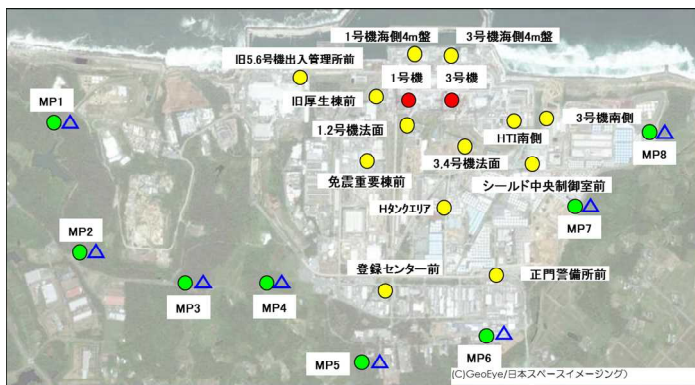 1号機海側4m盤
3号機海側4m盤
旧5.6号機出入管理所前
1号機
3号機
MP1
旧厚生棟前
3号機南側
1.2号機法面
HTI南側
MP8
3,4号機法面
免震重要棟前
シールド中央制御室前
Hタンクエリア
MP7
MP2
登録センター前
正門警備所前
MP3
MP4
MP5
MP6
(C)GeoEye/日本スペースイメージング)